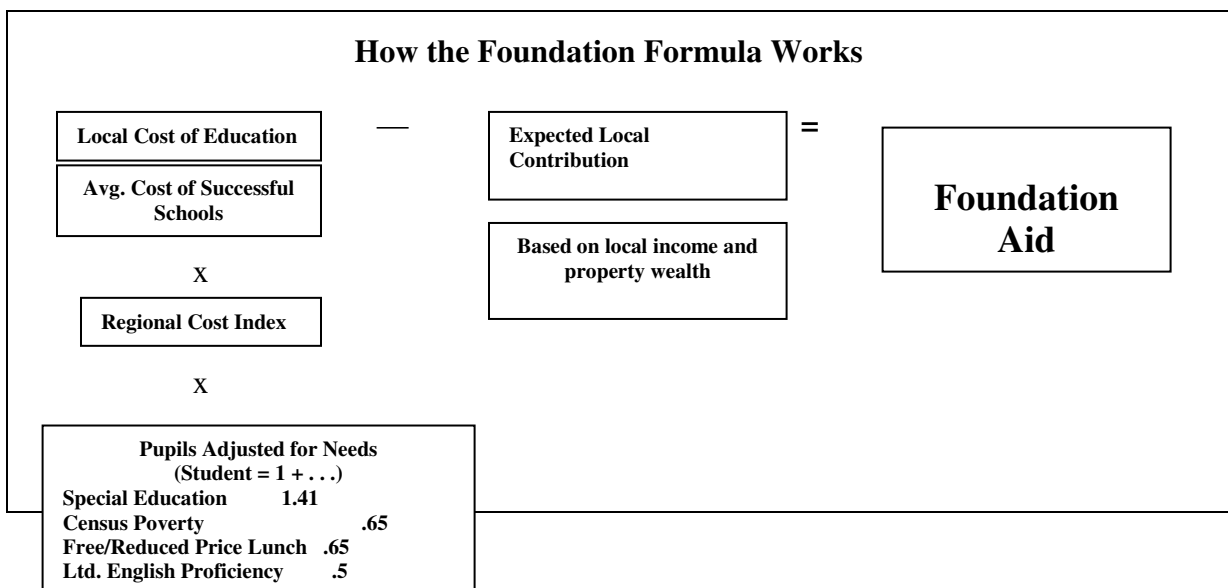 How the Foundation Formula Works
Local Cost of Education
Avg. Cost of Successful
Schools
x
Regional Cost Index
x
Pupils Adjusted for Needs
(Student = 1 + . . .)
Special Education 1.41
Census Poverty .65
Free/Reduced Price Lunch .65
Ltd. English Proficiency .5
—
Expected Local
Contribution
Based on local income and
property wealth
=
Foundation
Aid